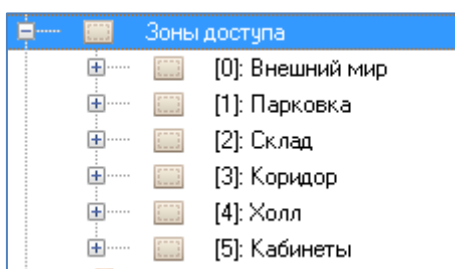 Зоны доступа
[0]: Внешний мир
[1]: Парковка
[2]: Склад
[3]: Коридор
[4]: Холл
[5]: Кабинеты